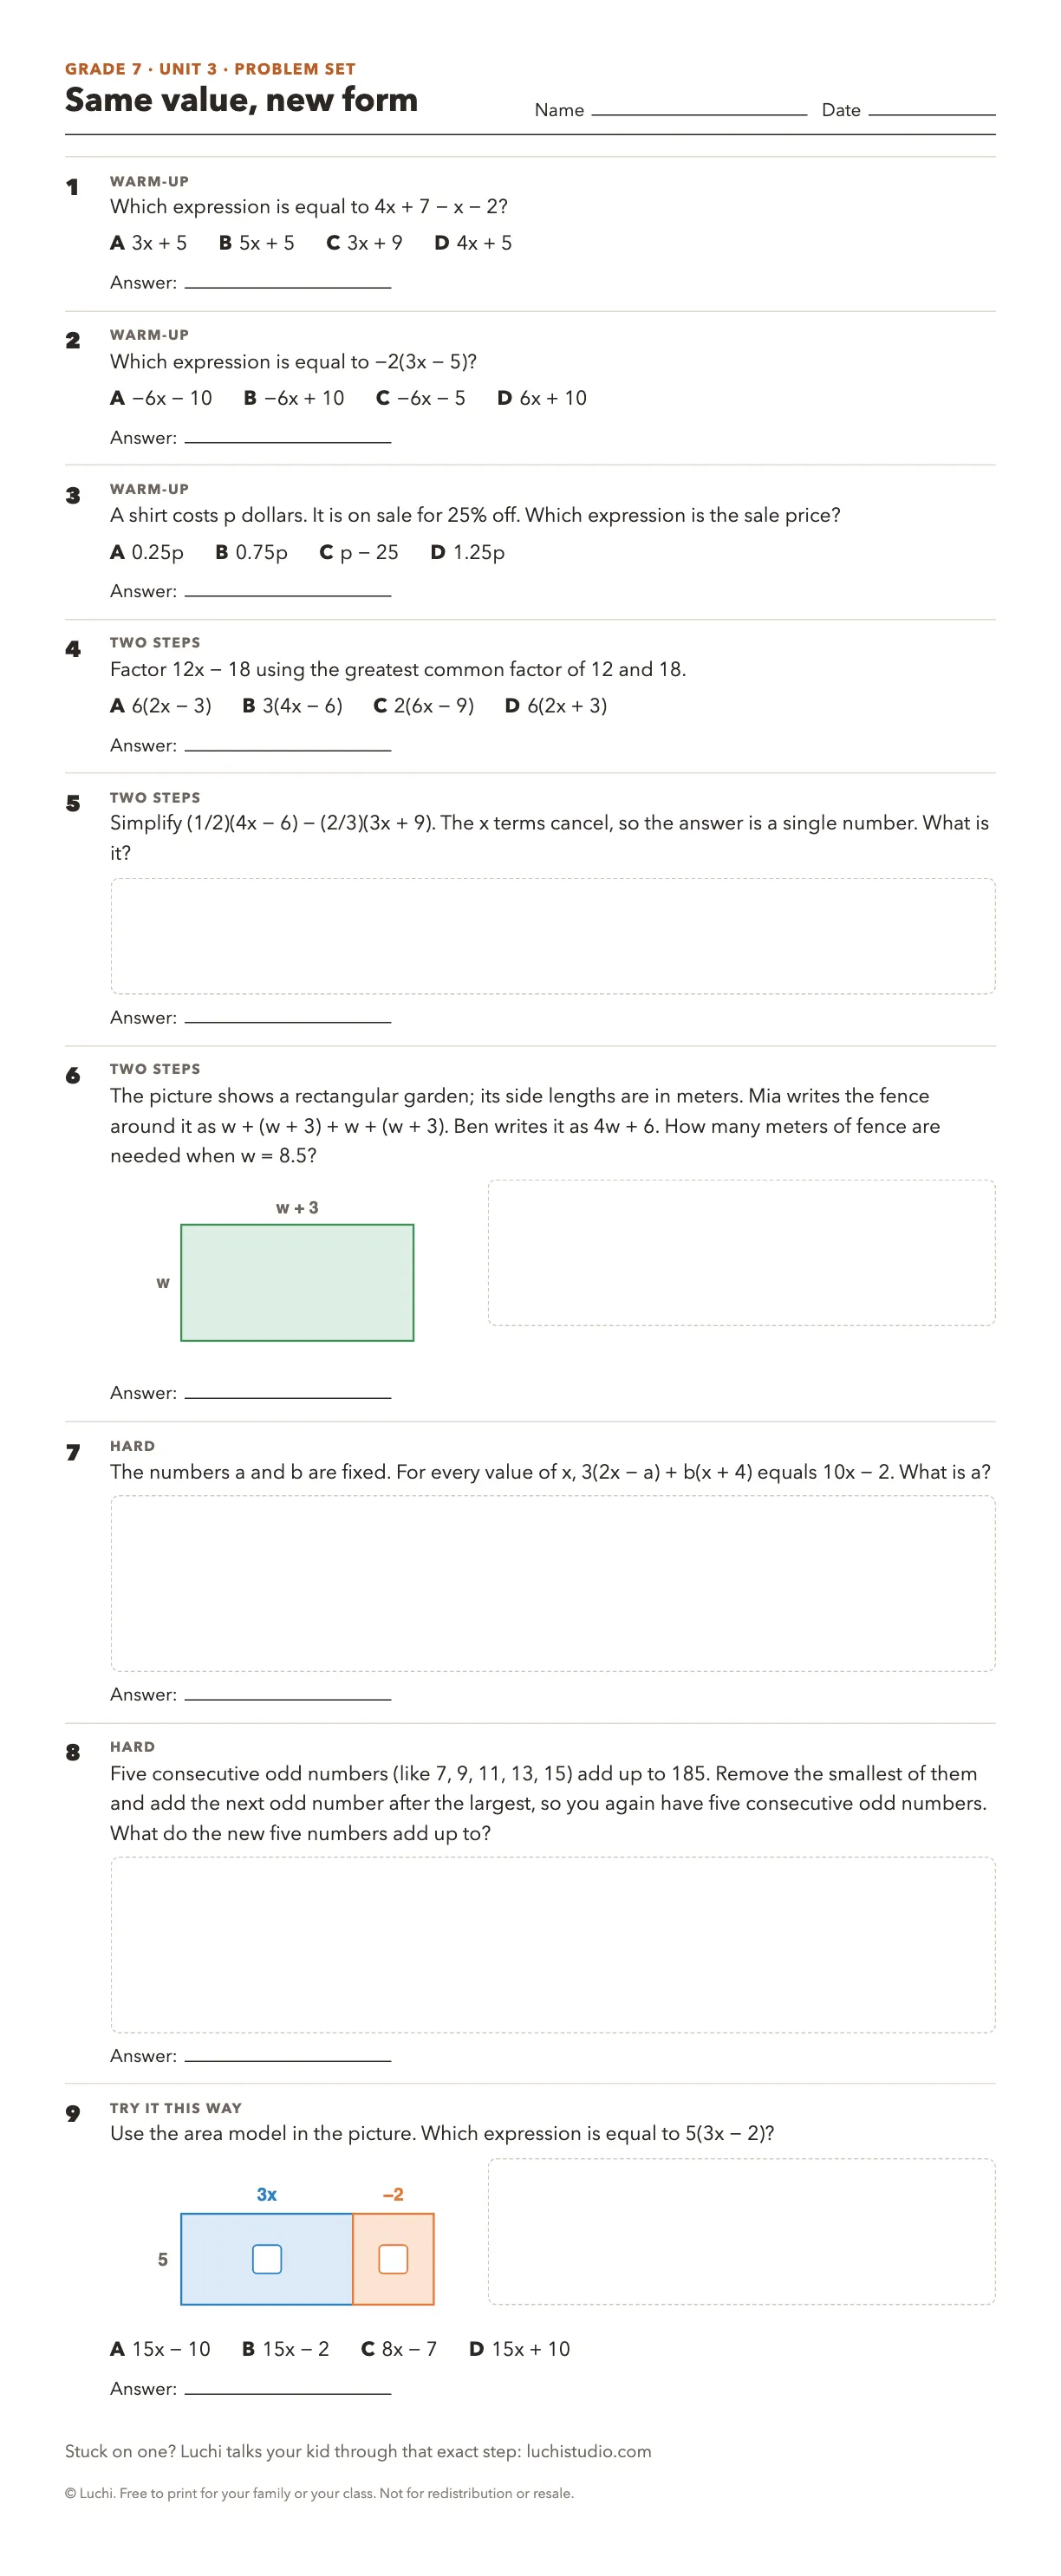 GRADE 7 · UNIT 3 · PROBLEM SET
Same value, new form
Name
Date
1
WARM-UP
Which expression is equal to 4x + 7 − x − 2?
A 3x + 5 B 5x + 5 C 3x + 9 D 4x + 5
Answer:
2
WARM-UP
Which expression is equal to −2(3x − 5)?
A −6x − 10 B −6x + 10 C −6x − 5 D 6x + 10
Answer:
3
WARM-UP
A shirt costs p dollars. It is on sale for 25% off. Which expression is the sale price?
A 0.25p B 0.75p C p − 25 D 1.25p
Answer:
4
TWO STEPS
Factor 12x − 18 using the greatest common factor of 12 and 18.
A 6(2x − 3) B 3(4x − 6) C 2(6x − 9) D 6(2x + 3)
Answer:
5
TWO STEPS
Simplify (1/2)(4x − 6) − (2/3)(3x + 9). The x terms cancel, so the answer is a single number. What is
it?
Answer:
6
TWO STEPS
The picture shows a rectangular garden; its side lengths are in meters. Mia writes the fence
around it as w + (w + 3) + w + (w + 3). Ben writes it as 4w + 6. How many meters of fence are
needed when w = 8.5?
w + 3
w
Answer:
7
HARD
The numbers a and b are fixed. For every value of x, 3(2x − a) + b(x + 4) equals 10x − 2. What is a?
Answer:
8
HARD
Five consecutive odd numbers (like 7, 9, 11, 13, 15) add up to 185. Remove the smallest of them
and add the next odd number after the largest, so you again have five consecutive odd numbers.
What do the new five numbers add up to?
Answer:
9
TRY IT THIS WAY
Use the area model in the picture. Which expression is equal to 5(3x − 2)?
3x −2
5
A 15x − 10 B 15x − 2 C 8x − 7 D 15x + 10
Answer:
Stuck on one? Luchi talks your kid through that exact step: luchistudio.com
© Luchi. Free to print for your family or your class. Not for redistribution or resale.